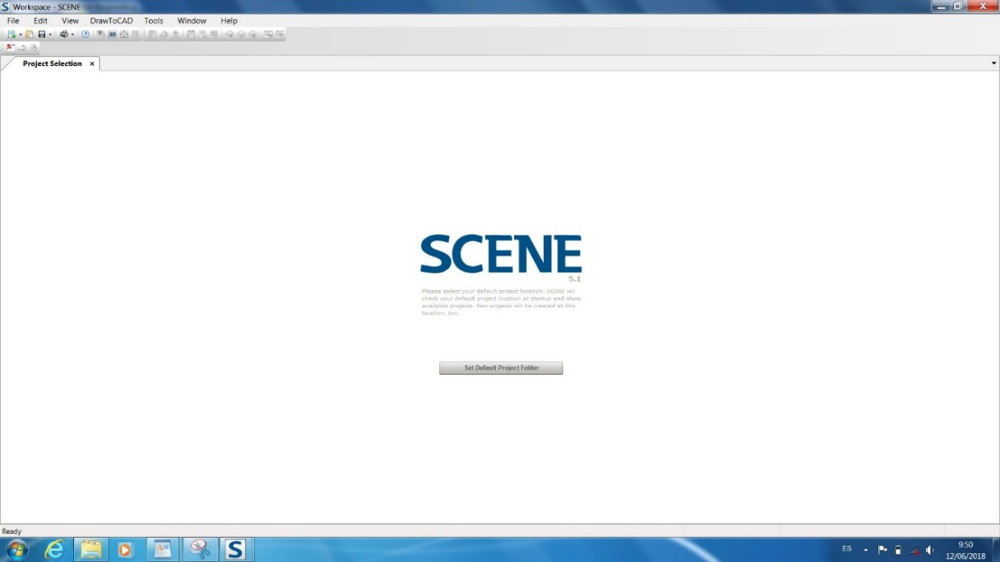 Workspace - SCENE
File Edit View DrawToCAD Tools Window Help
3D
Project Selection
SCENE
5.1
Please select your default project location. SCENE will
check your default project location at startup and show
available projects. New projects will be created at this
location, too.
Set Default Project Folder
Ready
ES
9:50
12/06/2018